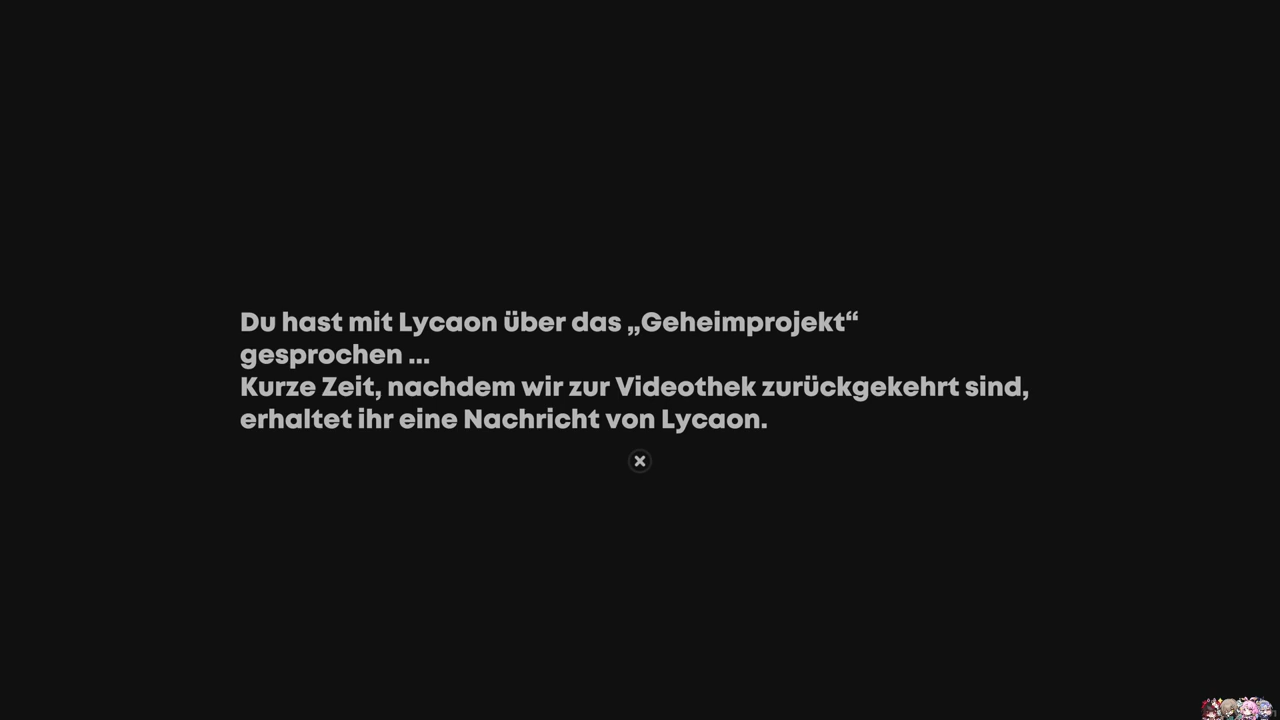 Du hast mit Lycaon über das „Geheimprojekt“
gesprochen ...
Kurze Zeit, nachdem wir zur Videothek zurückgekehrt sind,
erhaltet ihr eine Nachricht von Lycaon.